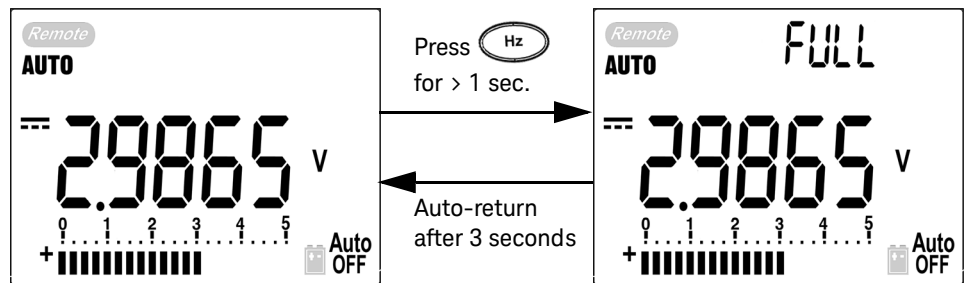 Remote
AUTO
2.9865 V
0 1 2 3 4 5
+
Auto
OFF
Press Hz
for > 1 sec.
Auto-return
after 3 seconds
Remote
FULL
AUTO
2.9865 V
0 1 2 3 4 5
+
Auto
OFF